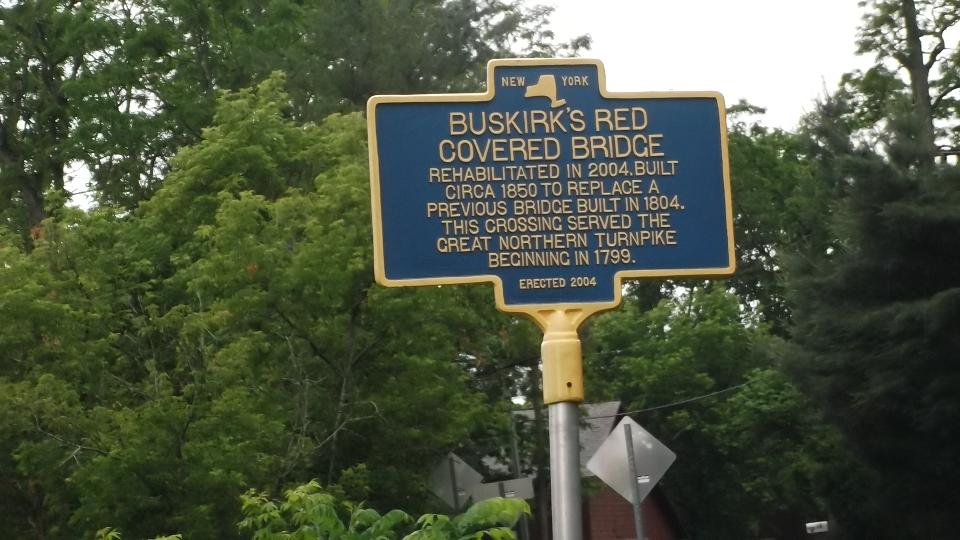 NEW YORK
BUSKIRK'S RED
COVERED BRIDGE
REHABILITATED IN 2004.BUILT
CIRCA 1850 TO REPLACE A
PREVIOUS BRIDGE BUILT IN 1804.
THIS CROSSING SERVED THE
GREAT NORTHERN TURNPIKE
BEGINNING IN 1799.
ERECTED 2004